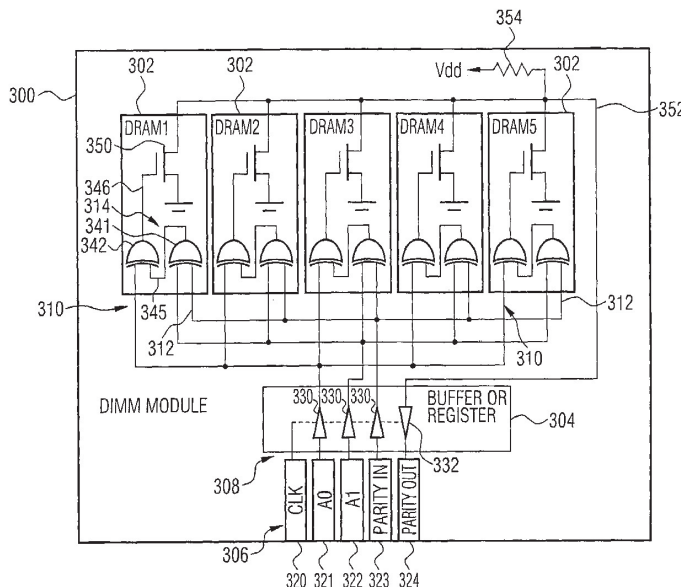 354
302
302
Vdd
302
300
352
DRAM1
DRAM2
DRAM3
DRAM4
DRAM5
350
346
314
341
342
310
345
312
310
312
DIMM MODULE
330
330
330
BUFFER OR
REGISTER
304
332
308
CLK
A0
A1
PARITY IN
PARITY OUT
306
320
321
322
323
324